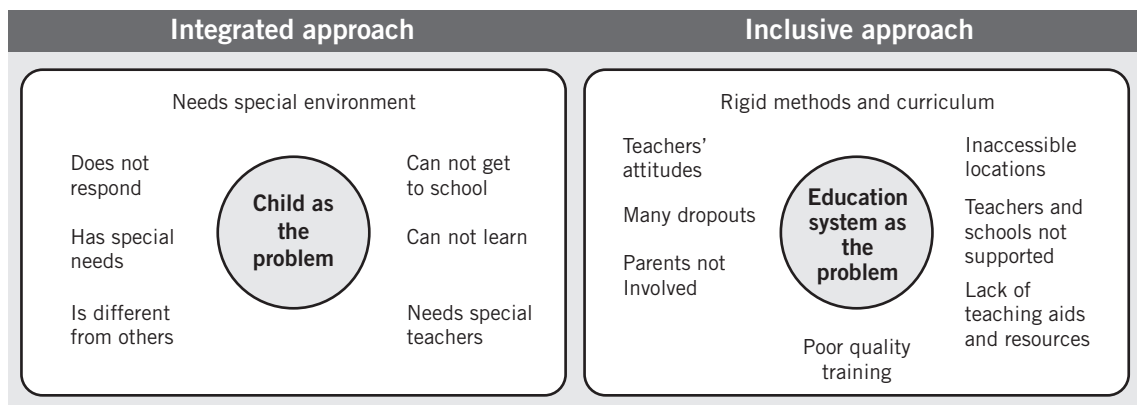 Integrated approach
Needs special environment
Does not
respond
Has special
needs
Is different
from others
Child as
the
problem
Can not get
to school
Can not learn
Needs special
teachers
Inclusive approach
Rigid methods and curriculum
Teachers'
attitudes
Many dropouts
Parents not
Involved
Education
system as
the
problem
Inaccessible
locations
Teachers and
schools not
supported
Lack of
teaching aids
and resources
Poor quality
training